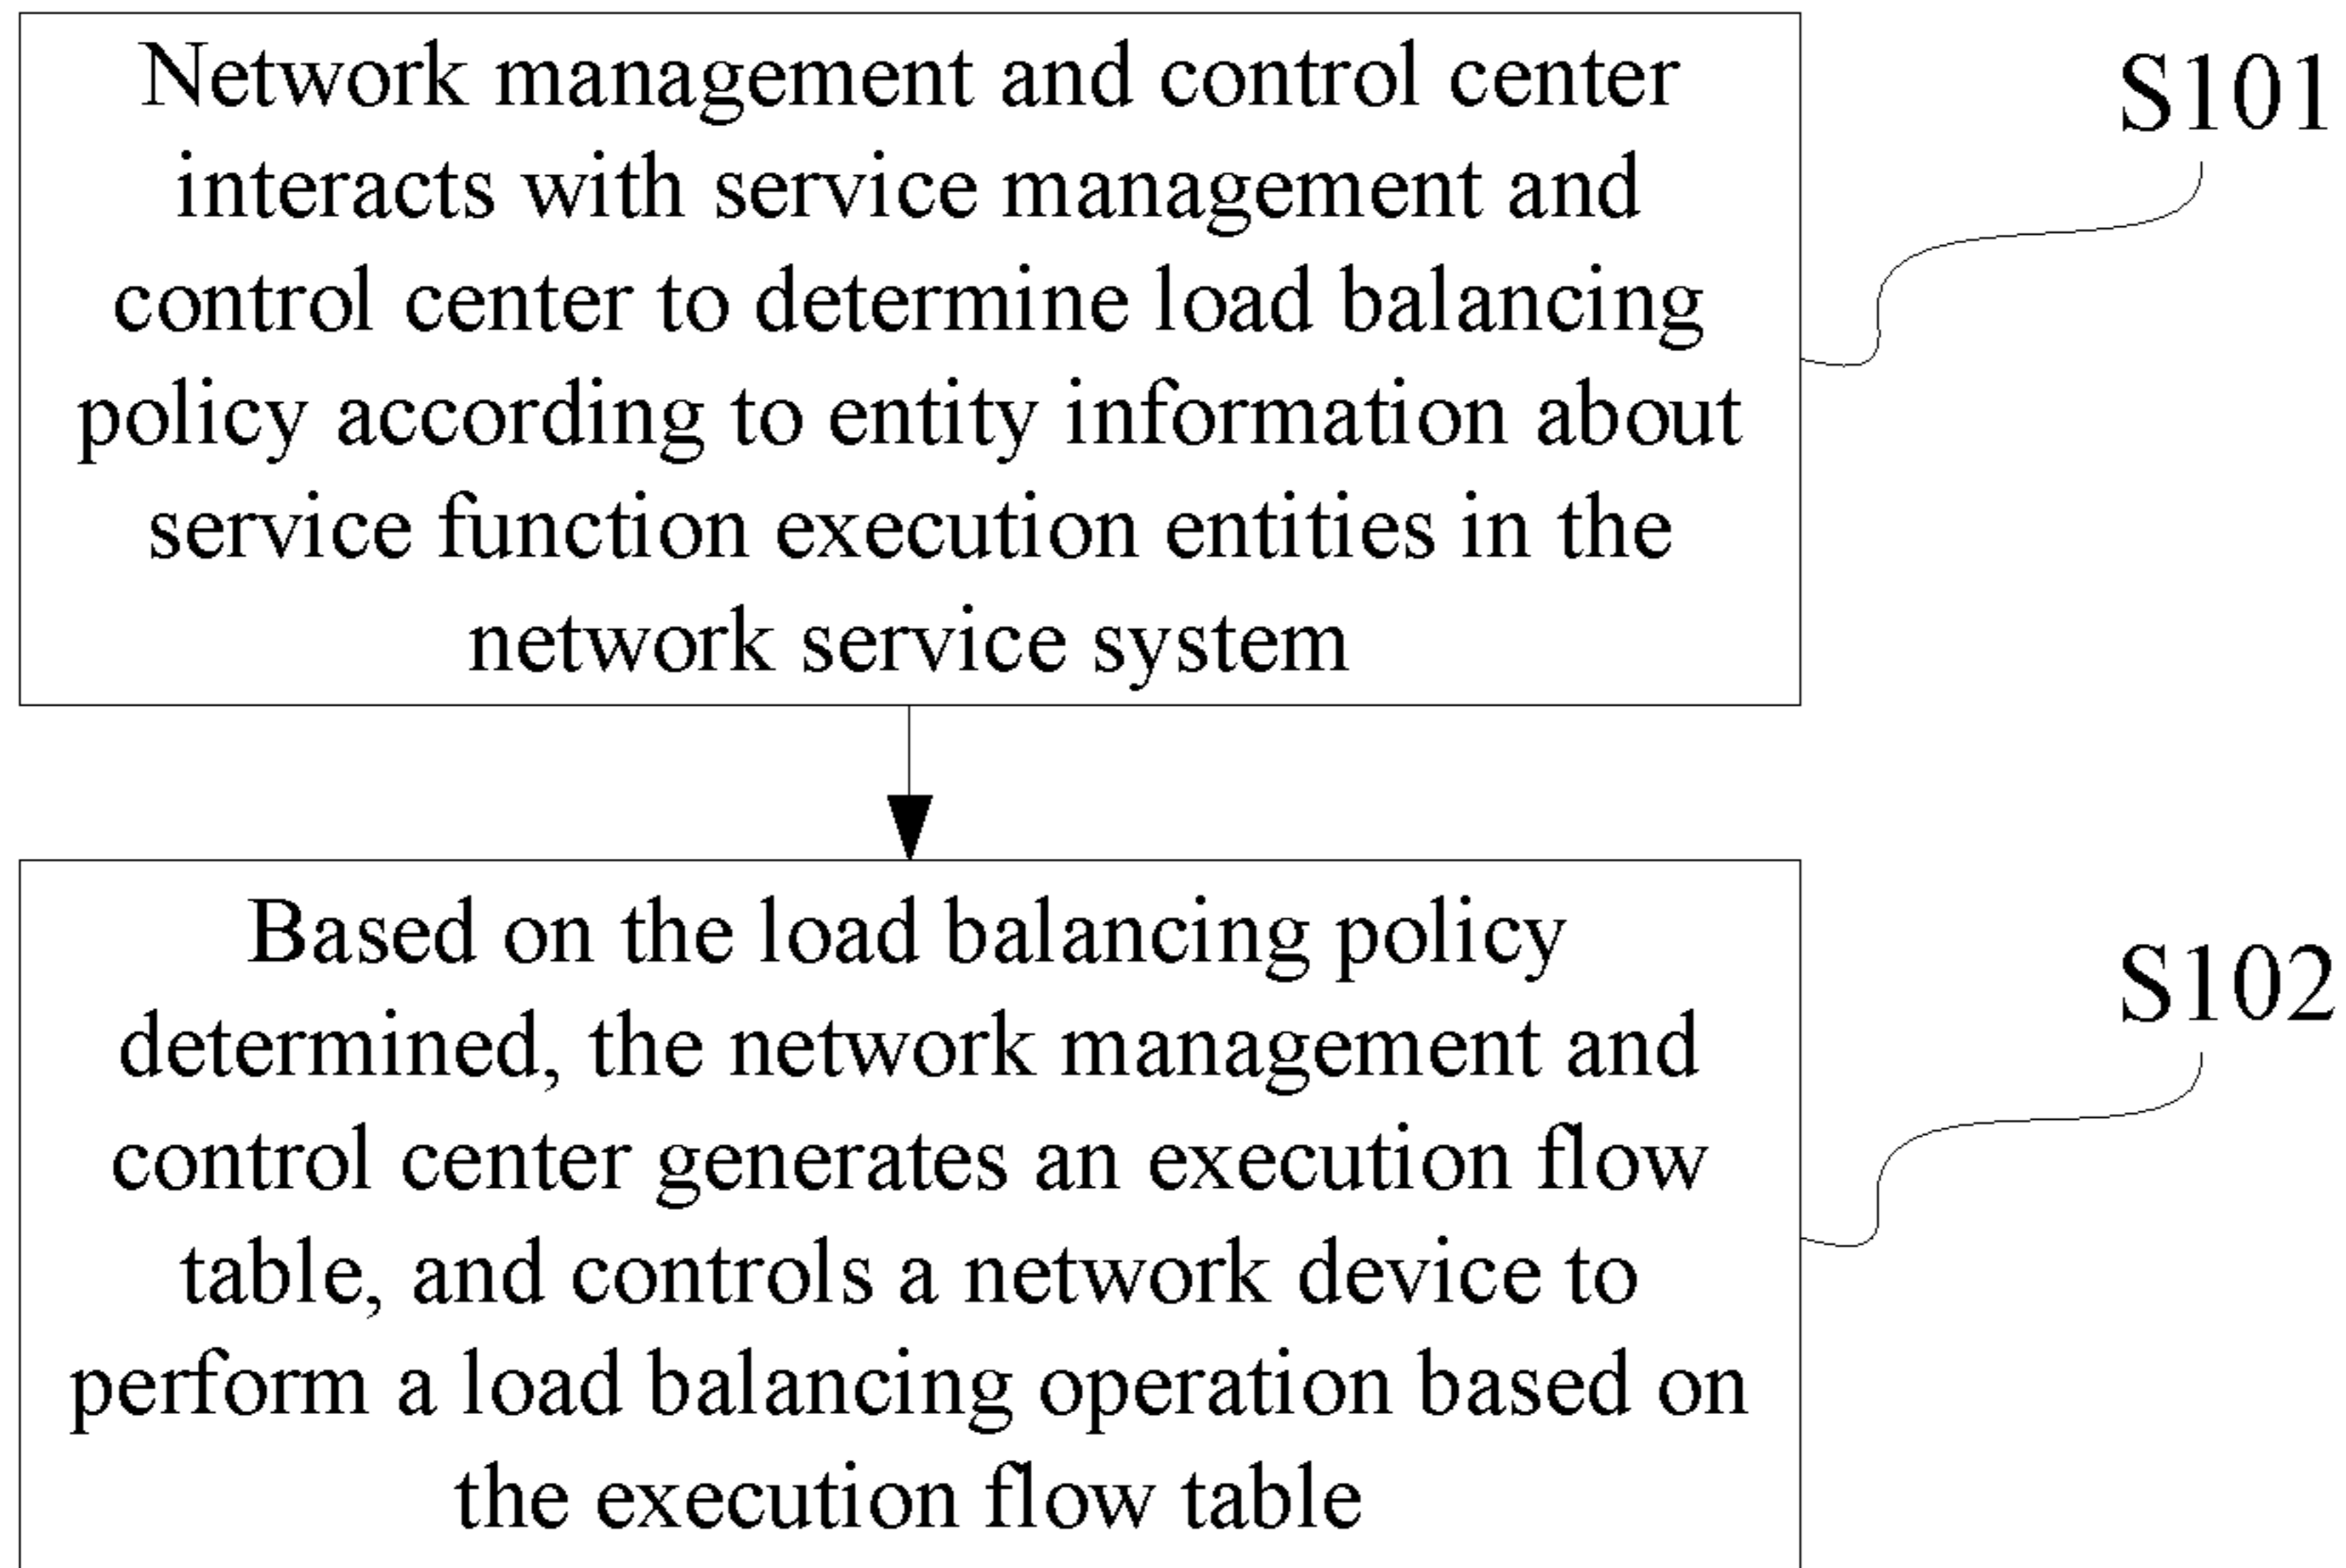 Network management and control center
interacts with service management and
control center to determine load balancing
policy according to entity information about
service function execution entities in the
network service system
S101
Based on the load balancing policy
determined, the network management and
control center generates an execution flow
table, and controls a network device to
perform a load balancing operation based on
the execution flow table
S102